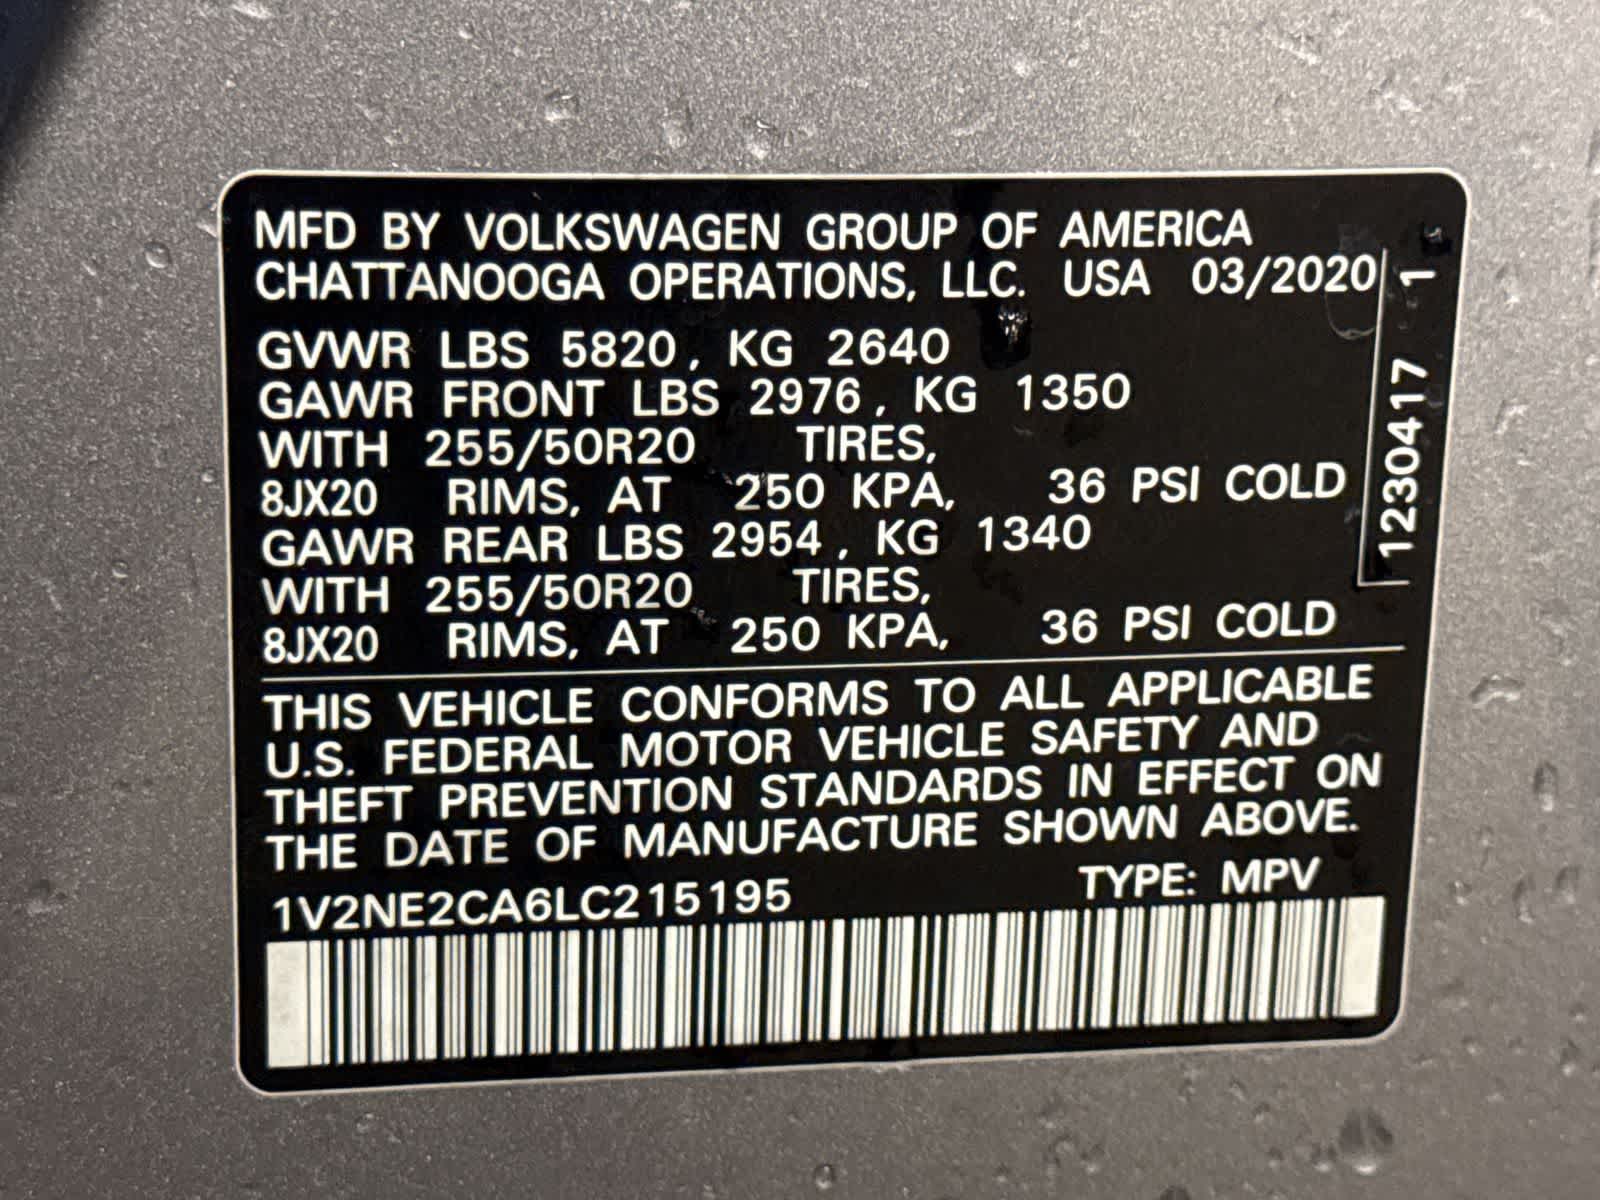 MFD BY VOLKSWAGEN GROUP OF AMERICA
CHATTANOOGA OPERATIONS, LLC. USA 03/2020
GVWR LBS 5820, KG 2640
GAWR FRONT LBS 2976, KG 1350
WITH 255/50R20 TIRES,
8JX20 RIMS, AT 250 KPA, 36 PSI COLD
GAWR REAR LBS 2954, KG 1340
WITH 255/50R20 TIRES,
8JX20 RIMS, AT 250 KPA, 36 PSI COLD
THIS VEHICLE CONFORMS TO ALL APPLICABLE
U.S. FEDERAL MOTOR VEHICLE SAFETY AND
THEFT PREVENTION STANDARDS IN EFFECT ON
THE DATE OF MANUFACTURE SHOWN ABOVE.
1V2NE2CA6LC215195 TYPE: MPV
1230417 1